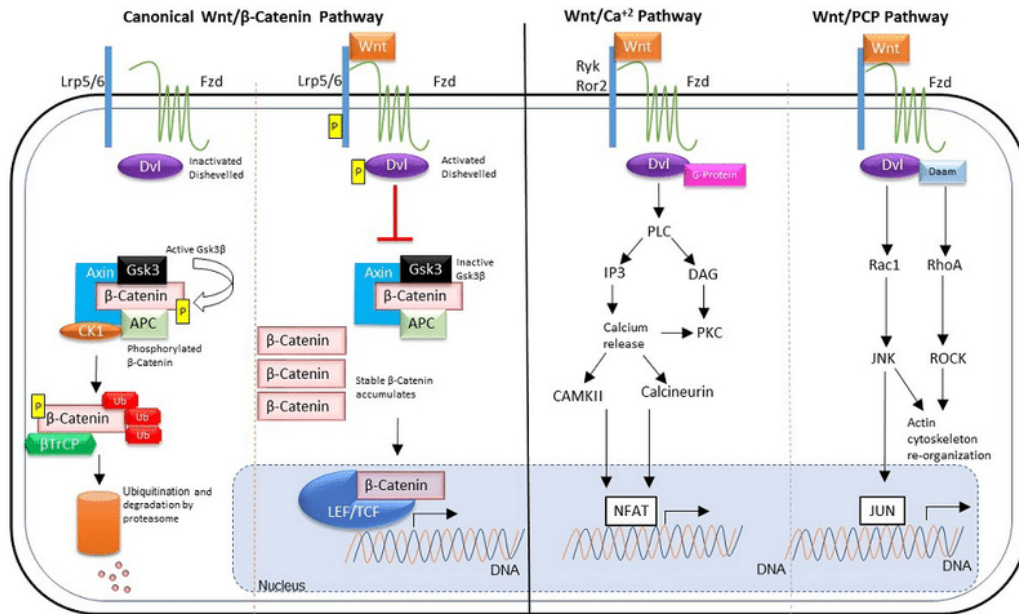 Canonical Wnt/β-Catenin Pathway
Lrp5/6
Fzd
Dvl
Inactivated
Dishevelled
Active Gsk3β
Axin
Gsk3
β-Catenin
P
CK1
APC
Phosphorylated
β-Catenin
P
Ub
β-Catenin
Ub
Ub
βTrCP
Ubiquitination and
degradation by
proteasome
Wnt
Lrp5/6
Fzd
P
P
Dvl
Activated
Dishevelled
Axin
Gsk3
Inactive
Gsk3β
β-Catenin
APC
β-Catenin
β-Catenin
β-Catenin
Stable β-Catenin
accumulates
β-Catenin
LEF/TCF
DNA
Nucleus
Wnt/Ca+2 Pathway
Wnt
Ryk
Ror2
Fzd
Dvl
G-Protein
PLC
IP3
DAG
Calcium
release
PKC
CAMKII
Calcineurin
NFAT
DNA
Wnt/PCP Pathway
Wnt
Fzd
Dvl
Daam
Rac1
RhoA
JNK
ROCK
Actin
cytoskeleton
re-organization
JUN
DNA